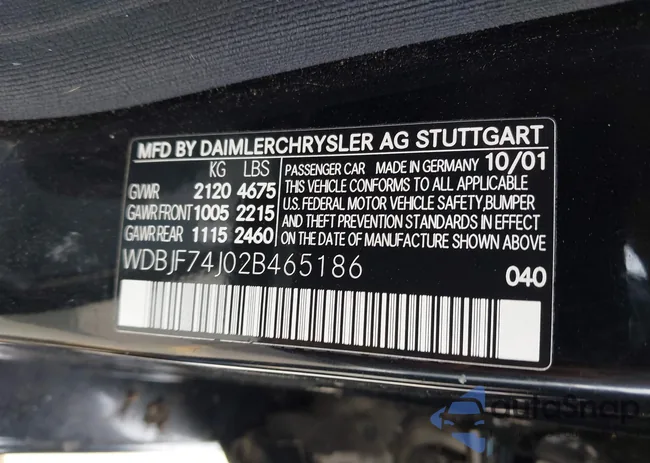 MFD BY DAIMLERCHRYSLER AG STUTTGART
KG LBS
GVWR 2120 4675
GAWR FRONT 1005 2215
GAWR REAR 1115 2460
PASSENGER CAR MADE IN GERMANY 10/01
THIS VEHICLE CONFORMS TO ALL APPLICABLE
U.S. FEDERAL MOTOR VEHICLE SAFETY, BUMPER
AND THEFT PREVENTION STANDARDS IN EFFECT
ON THE DATE OF MANUFACTURE SHOWN ABOVE
WDBJF74J02B465186
040
autoSnap